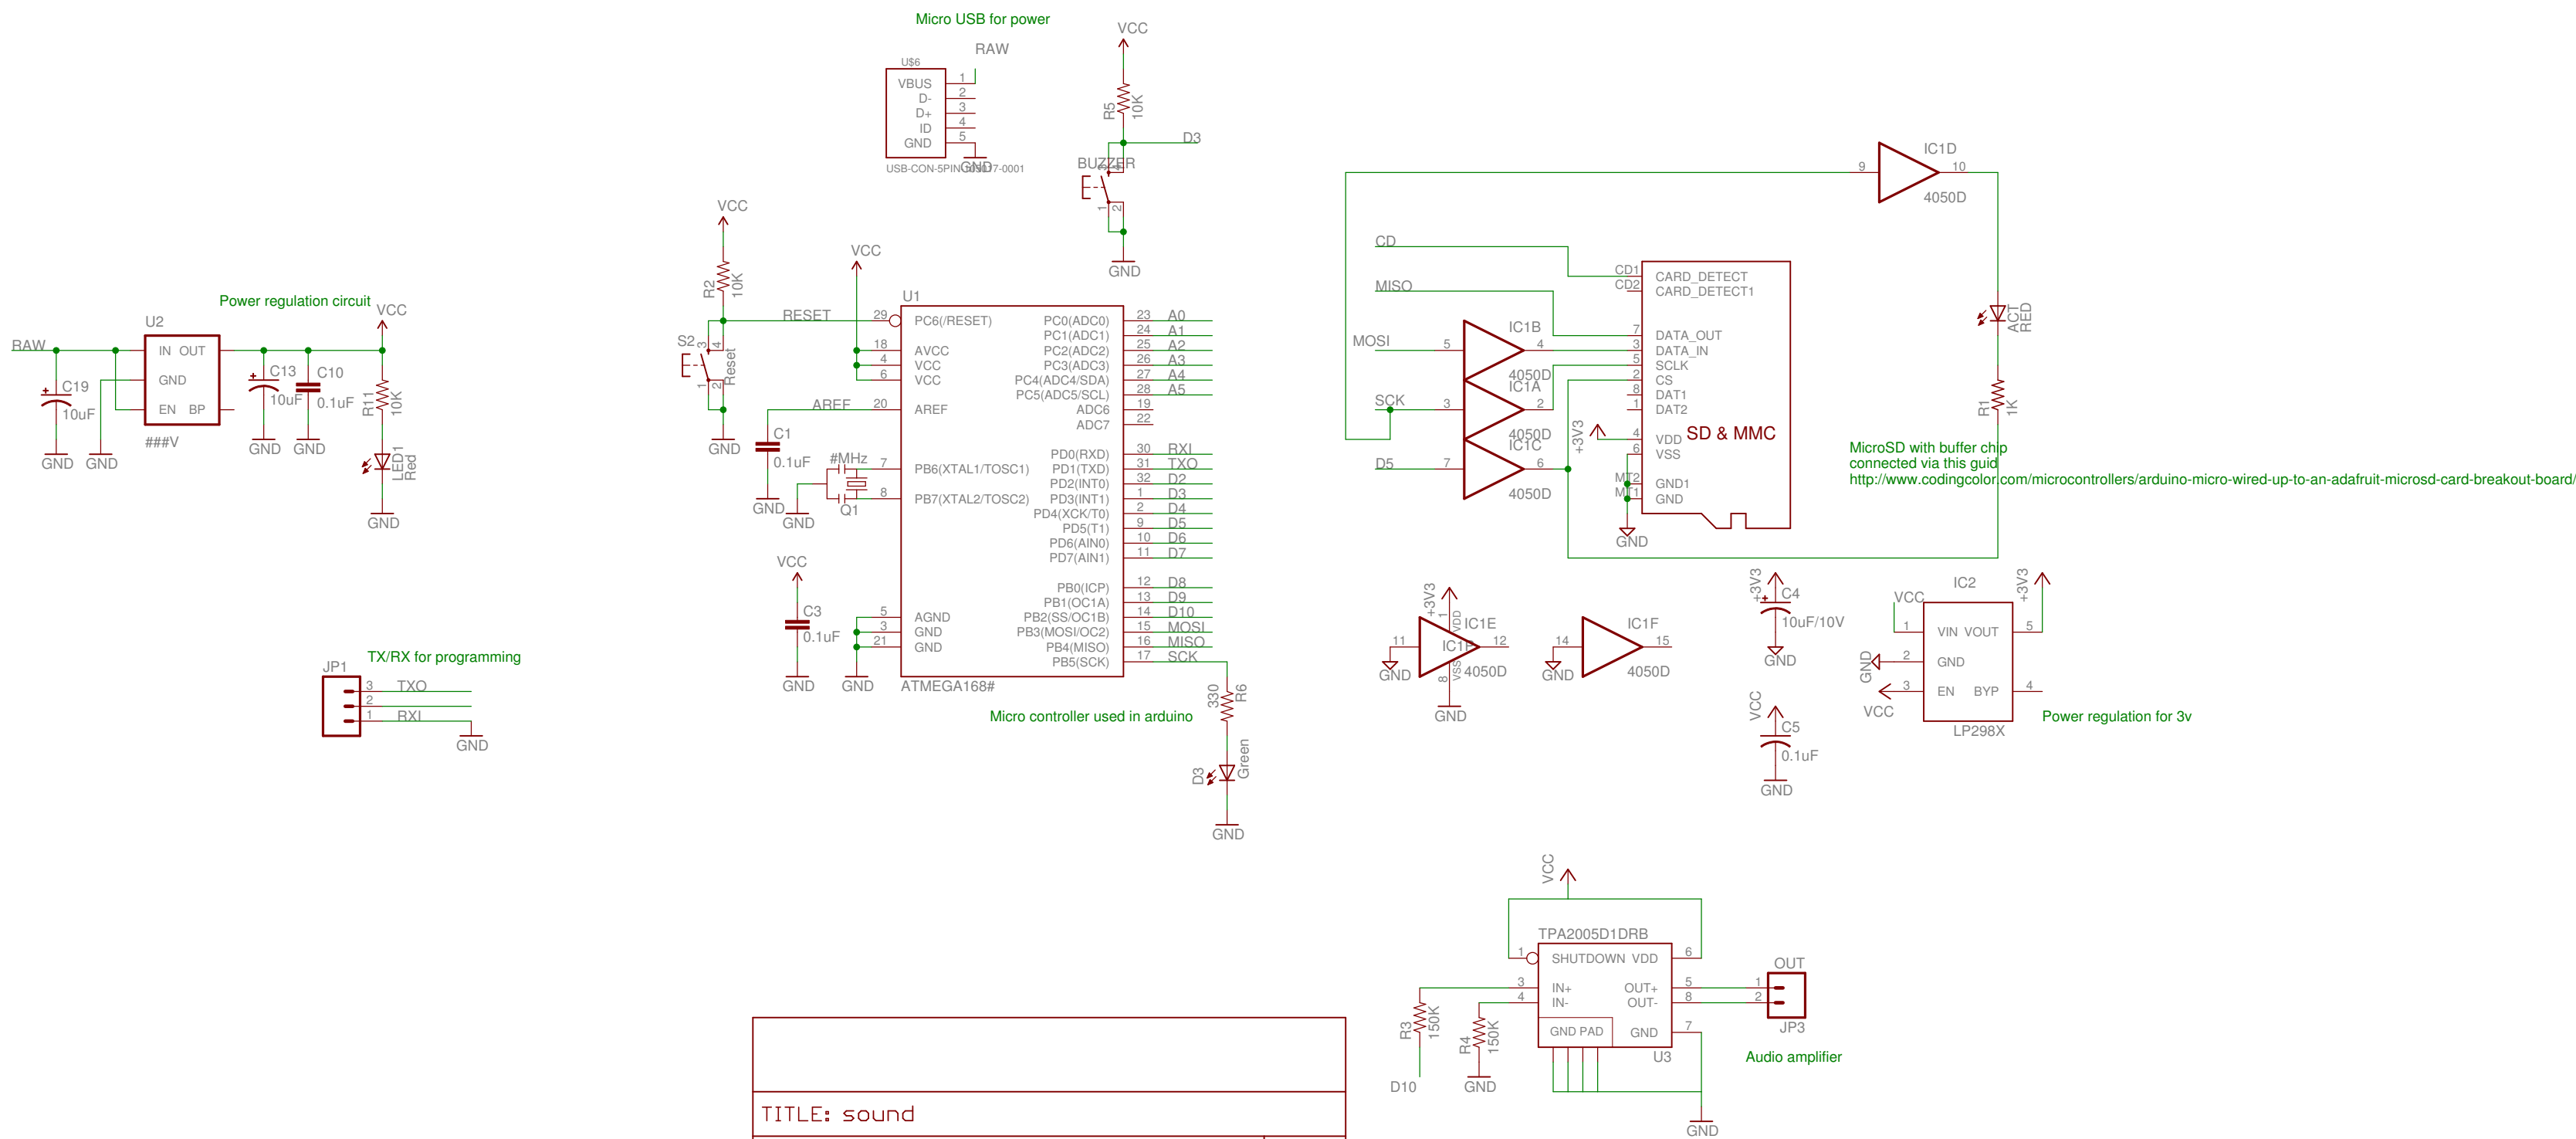 Micro USB for power
VCC
RAW
U$6
VBUS 1
D- 2
D+ 3
ID 4
GND 5
GND
USB-CON-5PIN
-0001
R5
10K
D3
BUZZER
1
2
GND
VCC
R2
10K
RESET
S2
3
4
Reset
1
2
GND
VCC
U1
29 PC6(/RESET)
18 AVCC
4 VCC
6 VCC
AREF 20 AREF
7 PB6(XTAL1/TOSC1)
8 PB7(XTAL2/TOSC2)
5 AGND
3 GND
21 GND
PC0(ADC0) 23 A0
PC1(ADC1) 24 A1
PC2(ADC2) 25 A2
PC3(ADC3) 26 A3
PC4(ADC4/SDA) 27 A4
PC5(ADC5/SCL) 28 A5
ADC6 19
ADC7 22
PD0(RXD) 30 RXI
PD1(TXD) 31 TXO
PD2(INT0) 32 D2
PD3(INT1) 1 D3
PD4(XCK/T0) 2 D4
PD5(T1) 9 D5
PD6(AIN0) 10 D6
PD7(AIN1) 11 D7
PB0(ICP) 12 D8
PB1(OC1A) 13 D9
PB2(SS/OC1B) 14 D10
PB3(MOSI/OC2) 15 MOSI
PB4(MISO) 16 MISO
PB5(SCK) 17 SCK
ATMEGA168#
C1
0.1uF
GND
#MHz
Q1
GND
VCC
C3
0.1uF
GND
GND
Micro controller used in arduino
330
R6
D3
Green
GND
Power regulation circuit
VCC
U2
RAW
IN OUT
GND
EN BP
###V
C19
10uF
GND
GND
C13
10uF
GND
C10
0.1uF
GND
R11
10K
LED1
Red
GND
TX/RX for programming
JP1
3 TXO
2
1 RXI
GND
IC1D
9
10
4050D
CD
MISO
MOSI
SCK
D5
IC1B
5
4
4050D
IC1A
3
2
4050D
IC1C
7
6
4050D
CD1 CARD_DETECT
CD2 CARD_DETECT1
7 DATA_OUT
3 DATA_IN
5 SCLK
2 CS
8 DAT1
1 DAT2
4 VDD
6 VSS
MT2 GND1
MT1 GND
SD & MMC
+3V3
GND
ACT
RED
R1
1K
MicroSD with buffer chip
connected via this guid
http://www.codingcolor.com/microcontrollers/arduino-micro-wired-up-to-an-adafruit-microsd-card-breakout-board/
+3V3
1
VDD
IC1E
11
12
4050D
8
VSS
GND
GND
IC1F
14
15
4050D
GND
+3V3
C4
10uF/10V
GND
VCC
C5
0.1uF
GND
IC2
+3V3
VCC
1 VIN VOUT 5
2 GND
3 EN BYP 4
GND
VCC
LP298X
Power regulation for 3v
VCC
TPA2005D1DRB
1 SHUTDOWN VDD 6
3 IN+ OUT+ 5
4 IN- OUT- 8
GND PAD GND 7
U3
R3
150K
D10
R4
150K
GND
OUT
1
2
JP3
Audio amplifier
GND
TITLE: sound